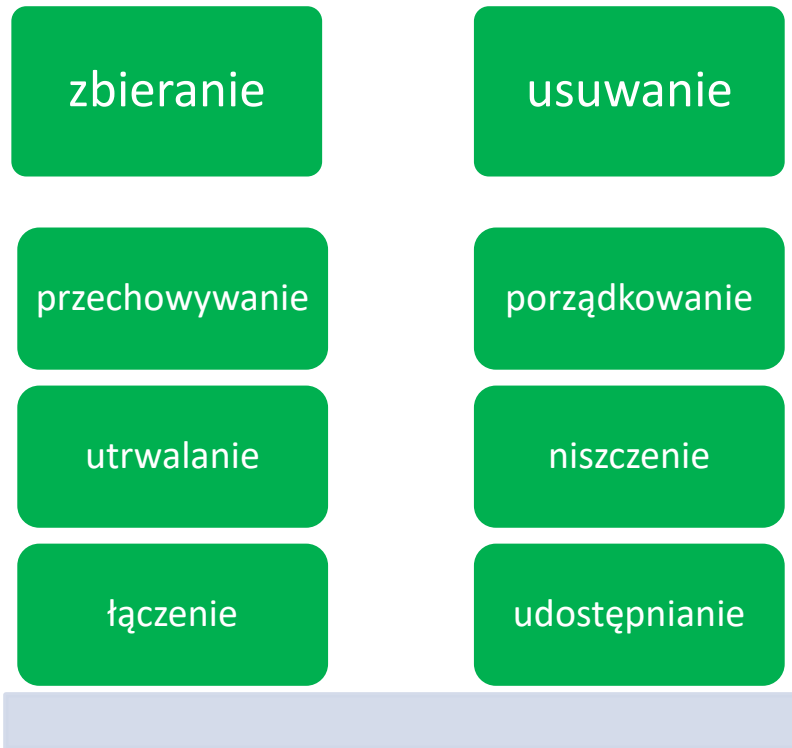 zbieranie
usuwanie
przechowywanie
porządkowanie
utrwalanie
niszczenie
łączenie
udostępnianie